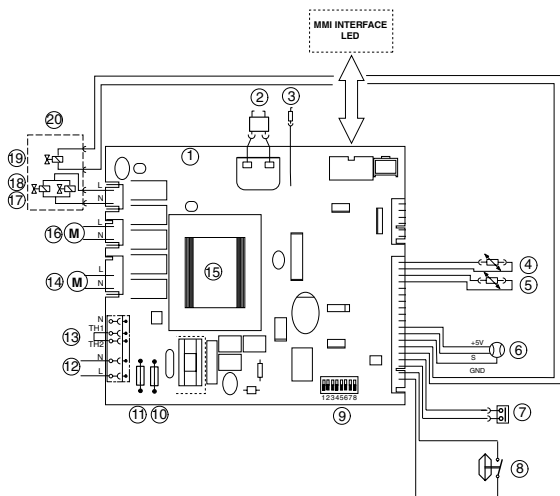 MMI INTERFACE
LED
2
3
20
1
19
18
17
L
N
16
M
L
N
14
M
L
N
15
4
5
N
TH1
TH2
13
N
L
12
+5V
S
GND
6
11
10
12345678
9
7
8